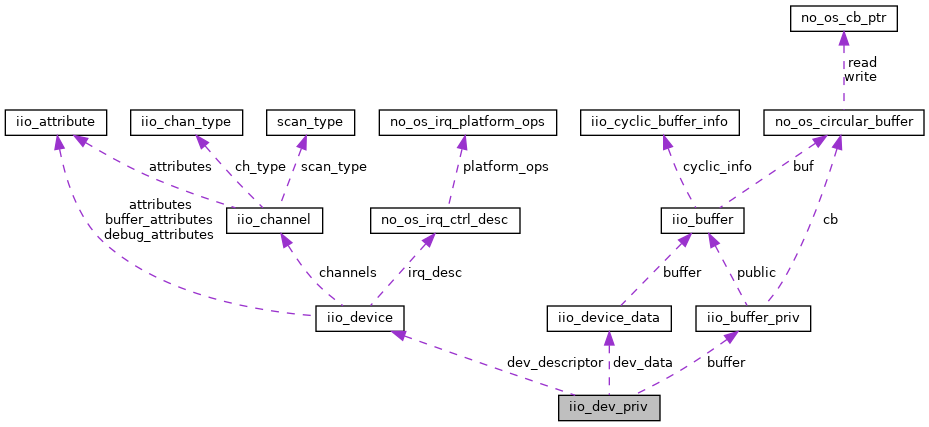 no_os_cb_ptr
read
write
iio_attribute
iio_chan_type
scan_type
no_os_irq_platform_ops
iio_cyclic_buffer_info
no_os_circular_buffer
attributes
ch_type
scan_type
platform_ops
cyclic_info
buf
attributes
buffer_attributes
debug_attributes
iio_channel
no_os_irq_ctrl_desc
iio_buffer
cb
channels
irq_desc
buffer
public
iio_device
iio_device_data
iio_buffer_priv
dev_descriptor
dev_data
buffer
iio_dev_priv